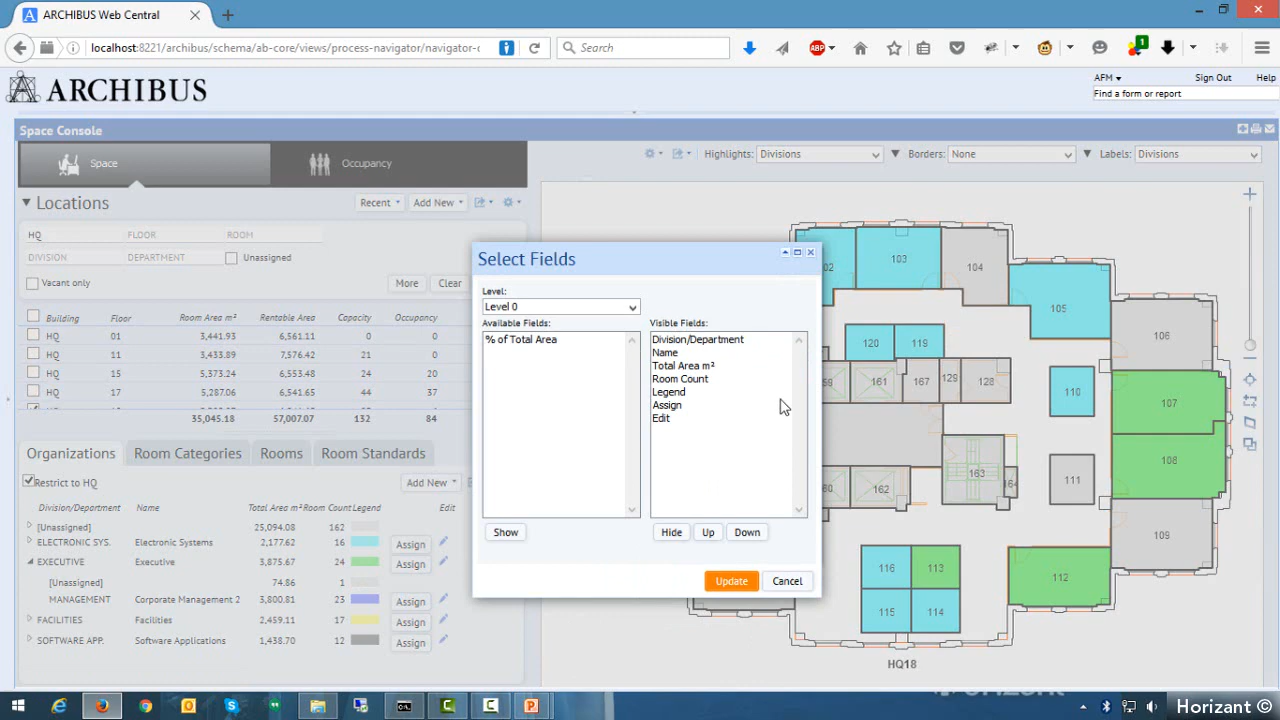 ARCHIBUS Web Central
localhost:8221/archibus/schema/ab-core/views/process-navigator/navigator-c
Search
ABP
1
ARCHIBUS
AFM
Sign Out
Help
Find a form or report
Space Console
Space
Occupancy
Highlights: Divisions
Borders: None
Labels: Divisions
Locations
Recent
Add New
HQ
FLOOR
ROOM
DIVISION
DEPARTMENT
Unassigned
Vacant only
More
Clear
Building Floor Room Area m² Rentable Area Capacity Occupancy
HQ 01 3,441.93 6,561.11 0 0
HQ 11 3,433.89 7,576.42 21 0
HQ 15 5,373.24 6,553.48 24 20
HQ 17 5,287.06 6,541.65 44 37
35,045.18 57,007.07 132 84
Organizations
Room Categories
Rooms
Room Standards
Restrict to HQ
Add New
Division/Department Name Total Area m² Room Count Legend Edit
[Unassigned] 25,094.08 162
ELECTRONIC SYS. Electronic Systems 2,177.62 16 Assign
EXECUTIVE Executive 3,875.67 24 Assign
[Unassigned] 74.86 1
MANAGEMENT Corporate Management 2 3,800.81 23 Assign
FACILITIES Facilities 2,459.11 17 Assign
SOFTWARE APP. Software Applications 1,438.70 12 Assign
Select Fields
Level:
Level 0
Available Fields:
% of Total Area
Show
Visible Fields:
Division/Department
Name
Total Area m²
Room Count
Legend
Assign
Edit
Hide
Up
Down
Update
Cancel
02
103
104
105
106
120
119
110
107
59
161
167
129
128
108
111
163
164
60
162
109
116
113
112
115
114
HQ18
Horizant ©